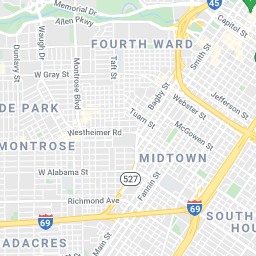 Memorial Dr
Allen Pkwy
45
Capitol St
Waugh Dr
Dunlavy St
FOURTH WARD
Smith St
Montrose Blvd
W Gray St
Taft St
Bagby St
Webster St
Jefferson St
DE PARK
Tuam St
McGowen St
Westheimer Rd
MONTROSE
MIDTOWN
W Alabama St
527
Fannin St
Richmond Ave
69
69
SOUTH
HOU
ADACRES
Main St